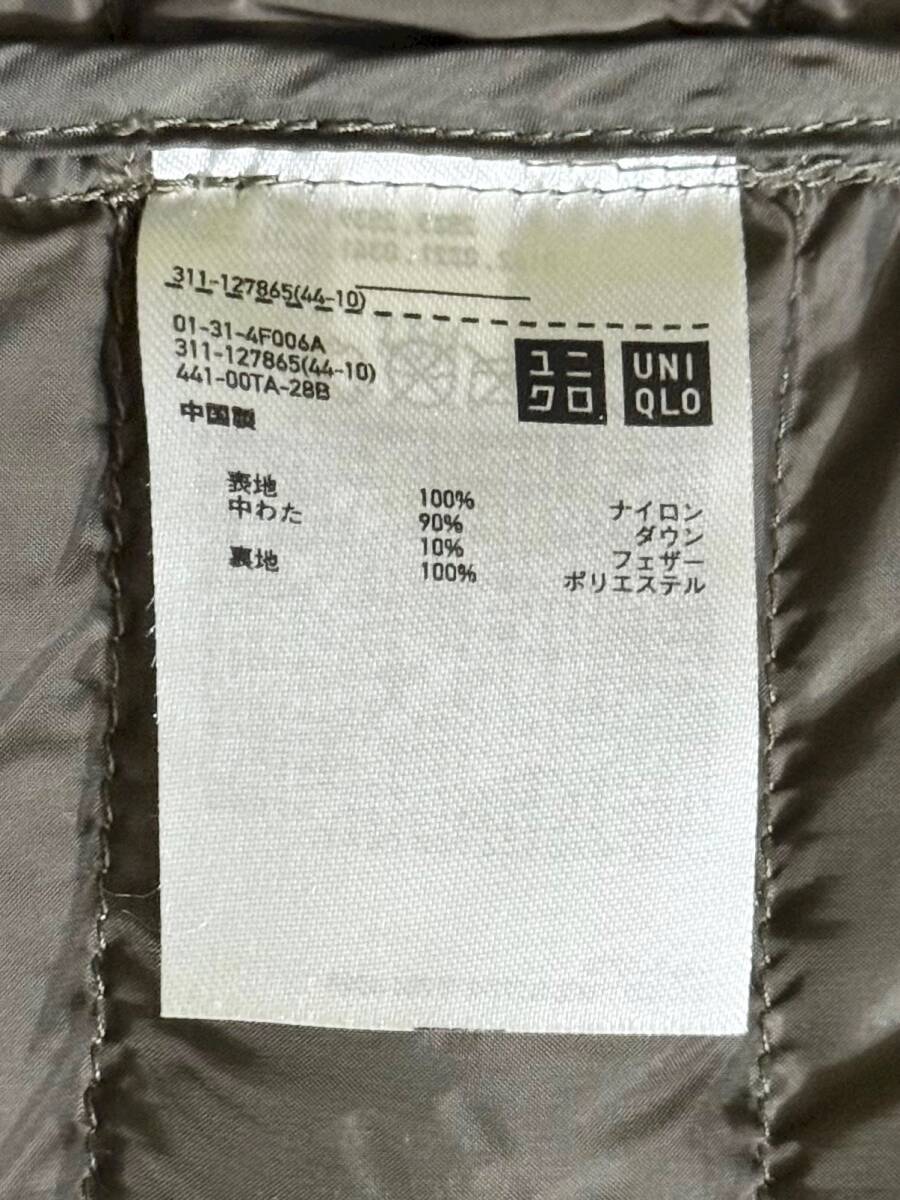 311-127865(44-10)
01-31-4F006A
311-127865(44-10)
441-00TA-28B
中国製
ユニ
クロ
UNI
QLO
表地 100% ナイロン
中わた 90% ダウン
10% フェザー
裏地 100% ポリエステル